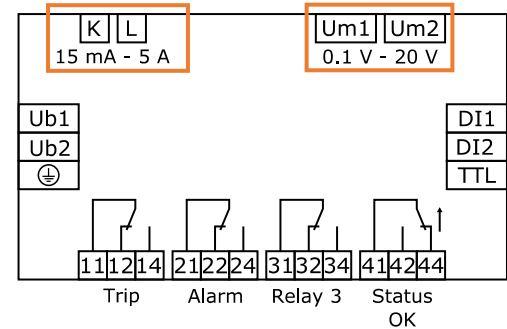 K L Um1 Um2
15 mA - 5 A 0.1 V - 20 V
Ub1 DI1
Ub2 DI2
TTL
11 12 14 21 22 24 31 32 34 41 42 44
Trip Alarm Relay 3 Status
OK